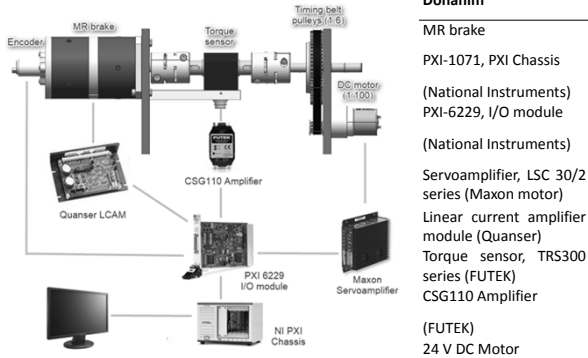 Timing belt
pulleys (1:6)
Torque
sensor
MR brake
Encoder
DC motor
(1:100)
CSG110 Amplifier
Quanser LCAM
PXI 6229
I/O module
Maxon
Servoamplifier
NI PXI
Chassis
Donanım
MR brake
PXI-1071, PXI Chassis
(National Instruments)
PXI-6229, I/O module
(National Instruments)
Servoamplifier, LSC 30/2
series (Maxon motor)
Linear current amplifier
module (Quanser)
Torque sensor, TRS300
series (FUTEK)
CSG110 Amplifier
(FUTEK)
24 V DC Motor